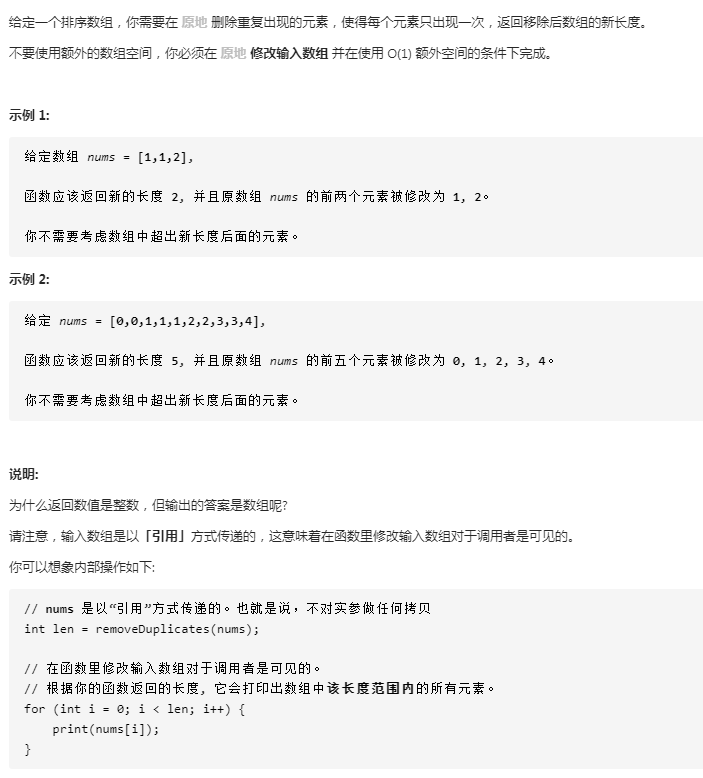 给定一个排序数组，你需要在 原地 删除重复出现的元素，使得每个元素只出现一次，返回移除后数组的新长度。
不要使用额外的数组空间，你必须在 原地 修改输入数组 并在使用 O(1) 额外空间的条件下完成。
示例 1:
给定数组 nums = [1,1,2],
函数应该返回新的长度 2, 并且原数组 nums 的前两个元素被修改为 1, 2。
你不需要考虑数组中超出新长度后面的元素。
示例 2:
给定 nums = [0,0,1,1,1,2,2,3,3,4],
函数应该返回新的长度 5, 并且原数组 nums 的前五个元素被修改为 0, 1, 2, 3, 4。
你不需要考虑数组中超出新长度后面的元素。
说明:
为什么返回数值是整数，但输出的答案是数组呢?
请注意，输入数组是以「引用」方式传递的，这意味着在函数里修改输入数组对于调用者是可见的。
你可以想象内部操作如下:
// nums 是以“引用”方式传递的。也就是说，不对实参做任何拷贝
int len = removeDuplicates(nums);
// 在函数里修改输入数组对于调用者是可见的。
// 根据你的函数返回的长度, 它会打印出数组中该长度范围内的所有元素。
for (int i = 0; i < len; i++) {
    print(nums[i]);
}